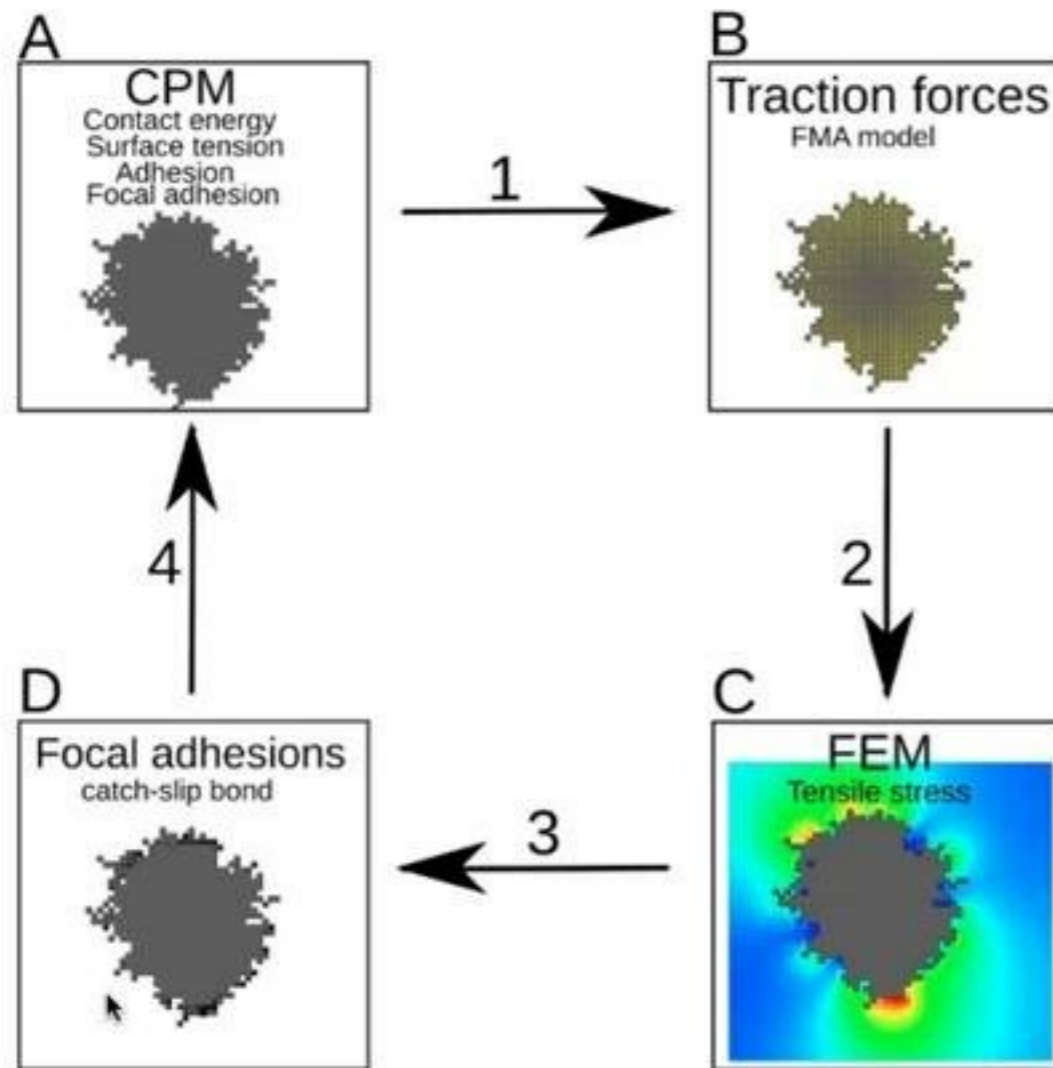 A
CPM
Contact energy
Surface tension
Adhesion
Focal adhesion
1
B
Traction forces
FMA model
2
C
FEM
Tensile stress
3
D
Focal adhesions
catch-slip bond
4